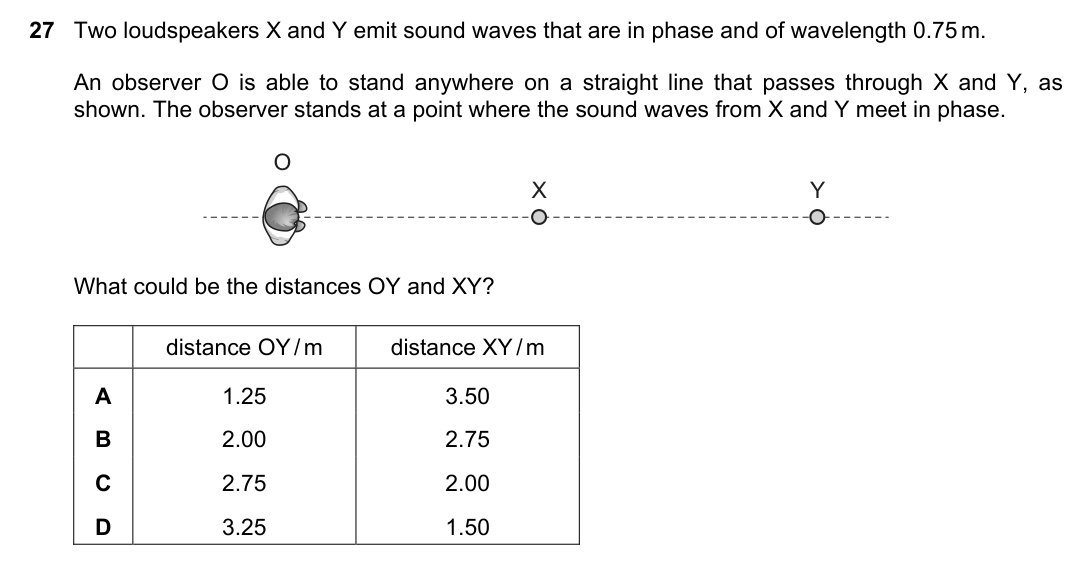 27 Two loudspeakers X and Y emit sound waves that are in phase and of wavelength 0.75 m.
An observer O is able to stand anywhere on a straight line that passes through X and Y, as
shown. The observer stands at a point where the sound waves from X and Y meet in phase.
O
X Y
What could be the distances OY and XY?
distance OY / m distance XY / m
A 1.25 3.50
B 2.00 2.75
C 2.75 2.00
D 3.25 1.50